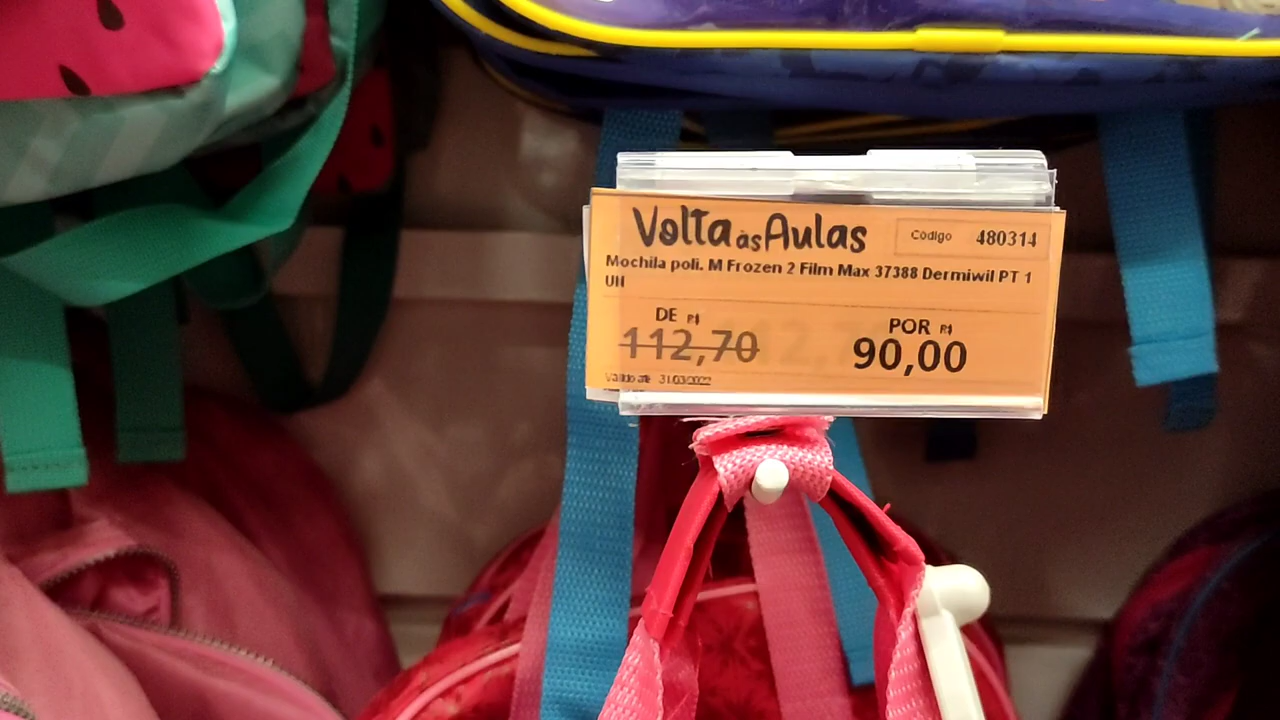 Volta às Aulas
Código 480314
Mochila poli. M Frozen 2 Film Max 37388 Dermiwil PT 1
UN
DE R$ POR R$
112,70 90,00
Válido até 31/03/2022